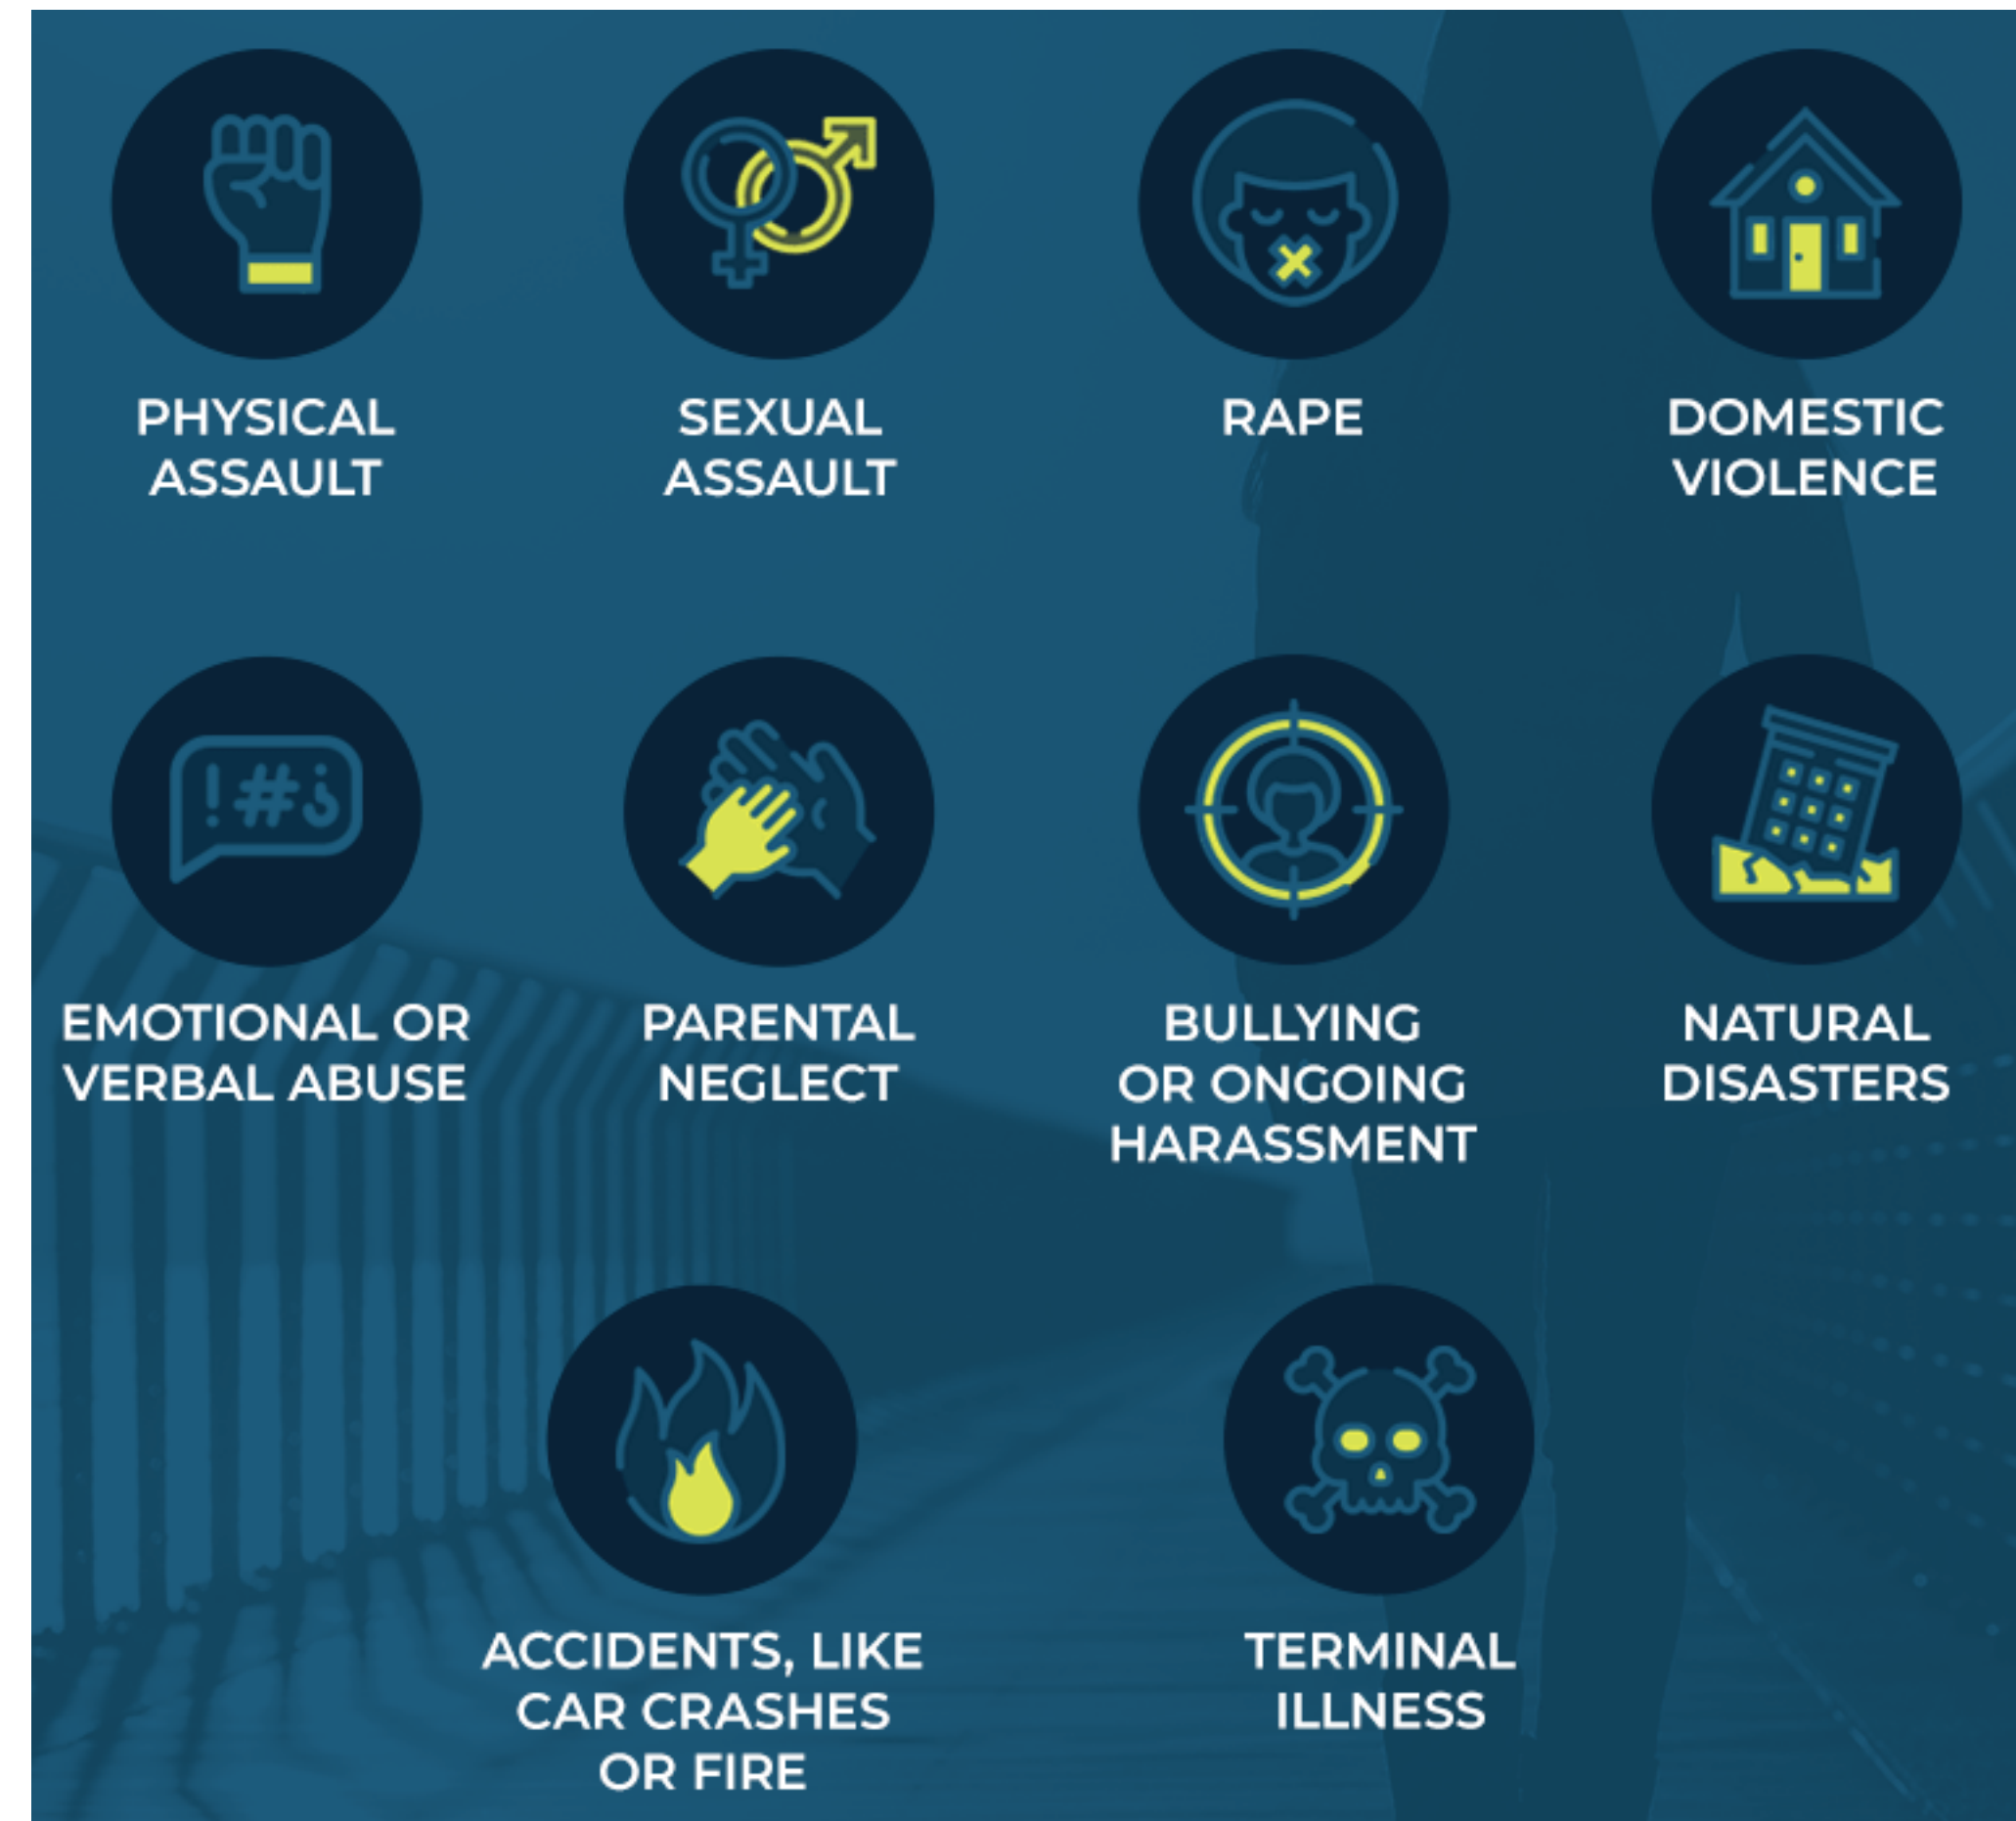 PHYSICAL
ASSAULT
SEXUAL
ASSAULT
RAPE
DOMESTIC
VIOLENCE
!#¿
EMOTIONAL OR
VERBAL ABUSE
PARENTAL
NEGLECT
BULLYING
OR ONGOING
HARASSMENT
NATURAL
DISASTERS
ACCIDENTS, LIKE
CAR CRASHES
OR FIRE
TERMINAL
ILLNESS